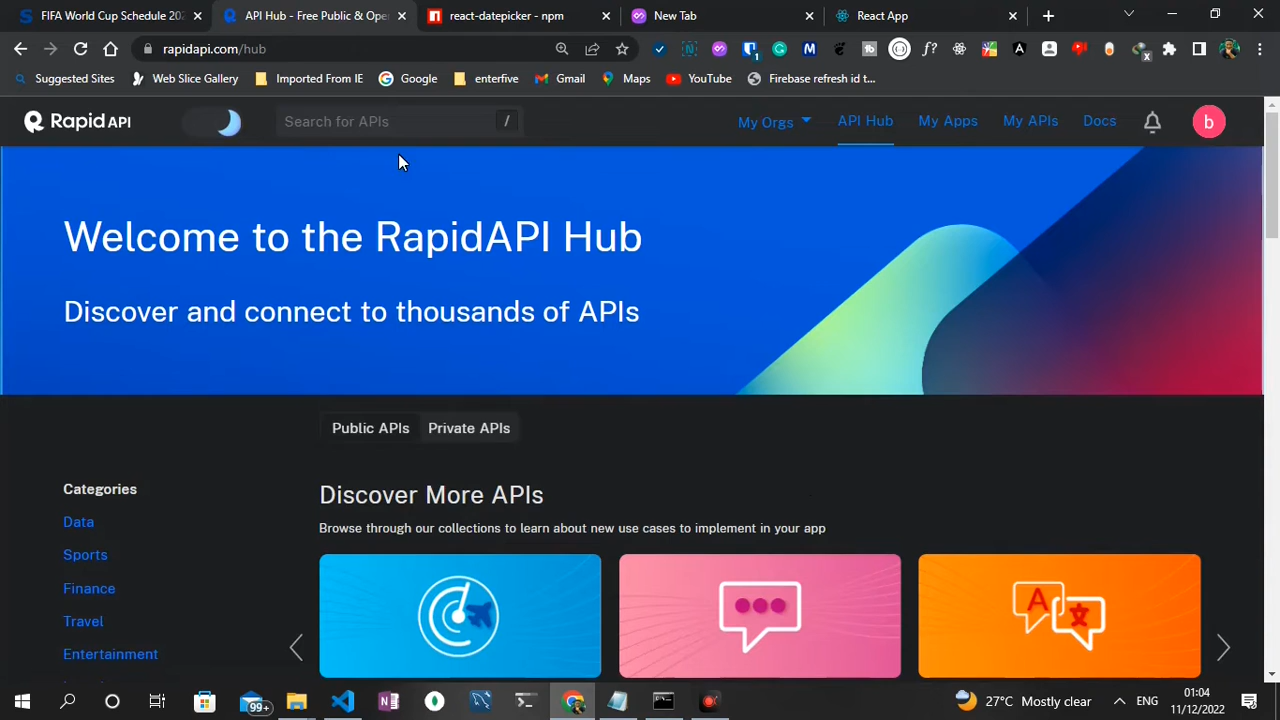 FIFA World Cup Schedule 202
API Hub - Free Public & Ope
react-datepicker - npm
New Tab
React App
rapidapi.com/hub
Suggested Sites
Web Slice Gallery
Imported From IE
Google
enterfive
Gmail
Maps
YouTube
Firebase refresh id t...
Rapid API
Search for APIs
/
My Orgs
API Hub
My Apps
My APIs
Docs
b
Welcome to the RapidAPI Hub
Discover and connect to thousands of APIs
Public APIs
Private APIs
Categories
Data
Sports
Finance
Travel
Entertainment
Discover More APIs
Browse through our collections to learn about new use cases to implement in your app
A 文
99+
27°C Mostly clear
ENG
01:04
11/12/2022